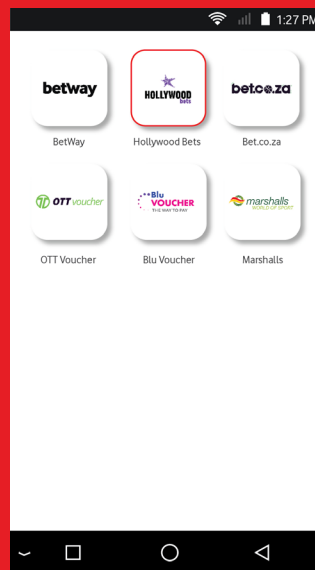 1:27 PM
betway
HOLLYWOOD
bets
bet.co.za
BetWay
Hollywood Bets
Bet.co.za
OTT voucher
Blu
VOUCHER
THE WAY TO PAY
marshalls
WORLD OF SPORT
OTT Voucher
Blu Voucher
Marshalls